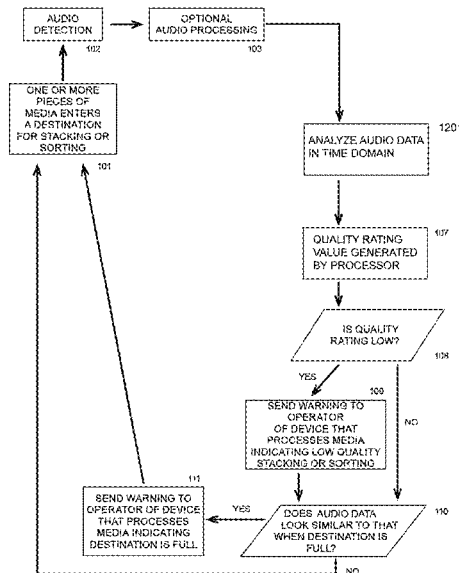 AUDIO
DETECTION
102
OPTIONAL
AUDIO PROCESSING
103
ONE OR MORE
PIECES OF
MEDIA ENTERS
A DESTINATION
FOR STACKING OR
SORTING
101
ANALYZE AUDIO DATA
IN TIME DOMAIN
1201
QUALITY RATING
VALUE GENERATED
BY PROCESSOR
107
IS QUALITY
RATING LOW?
108
YES
NO
109
SEND WARNING TO
OPERATOR
OF DEVICE THAT
PROCESSES MEDIA
INDICATING LOW QUALITY
STACKING OR SORTING
DOES AUDIO DATA
LOOK SIMILAR TO THAT
WHEN DESTINATION IS
FULL?
110
YES
111
SEND WARNING TO
OPERATOR OF DEVICE
THAT PROCESSES
MEDIA INDICATING
DESTINATION IS FULL
NO